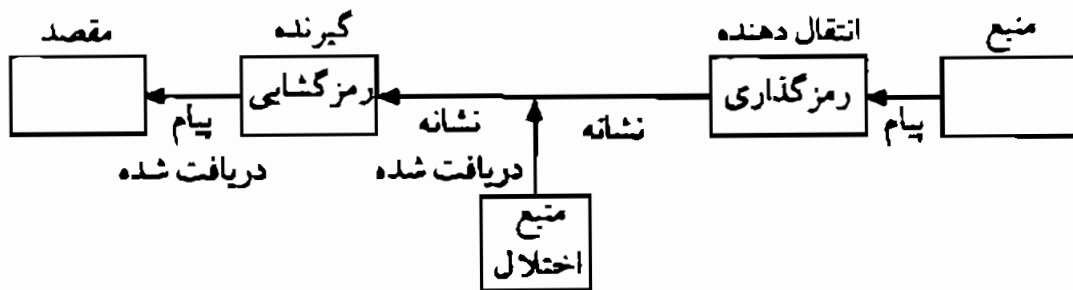 منبع
انتقال دهنده
گیرنده
مقصد
رمزگذاری
رمزگشایی
پیام
نشانه
نشانه
دریافت شده
پیام
دریافت شده
منبع
اختلال